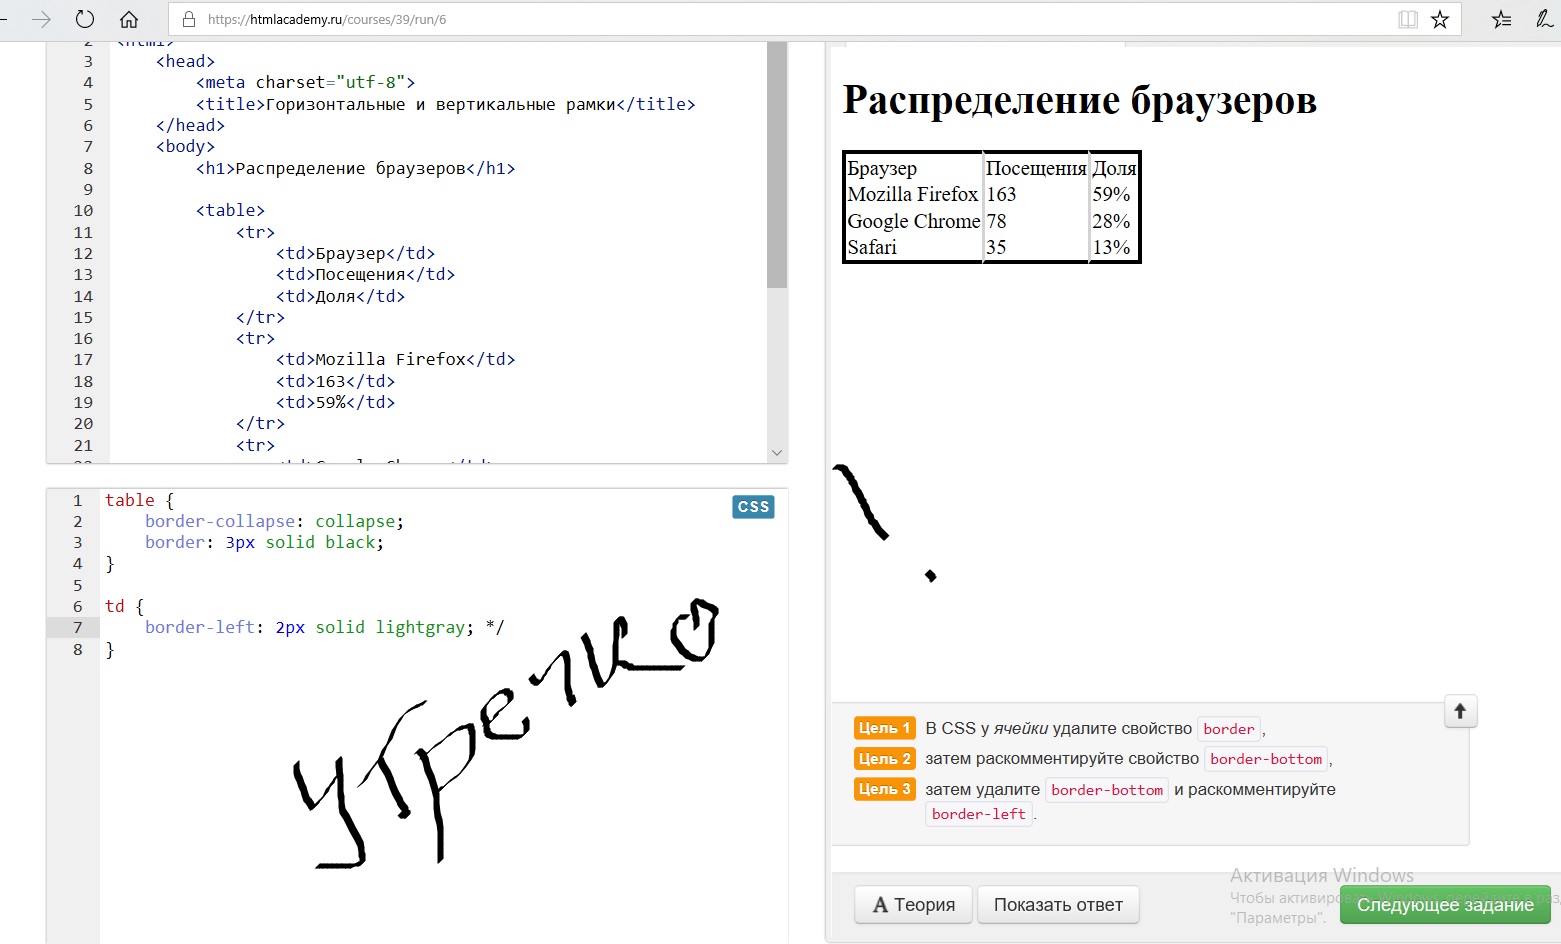 https://htmlacademy.ru/courses/39/run/6
3 <head>
4 <meta charset="utf-8">
5 <title>Горизонтальные и вертикальные рамки</title>
6 </head>
7 <body>
8 <h1>Распределение браузеров</h1>
9
10 <table>
11 <tr>
12 <td>Браузер</td>
13 <td>Посещения</td>
14 <td>Доля</td>
15 </tr>
16 <tr>
17 <td>Mozilla Firefox</td>
18 <td>163</td>
19 <td>59%</td>
20 </tr>
21 <tr>
CSS
1 table {
2 border-collapse: collapse;
3 border: 3px solid black;
4 }
5
6 td {
7 border-left: 2px solid lightgray; */
8 }
Распределение браузеров
Браузер Посещения Доля
Mozilla Firefox 163 59%
Google Chrome 78 28%
Safari 35 13%
Цель 1 В CSS у ячейки удалите свойство border,
Цель 2 затем раскомментируйте свойство border-bottom,
Цель 3 затем удалите border-bottom и раскомментируйте
border-left.
Активация Windows
Чтобы активировать
"Параметры".
A Теория Показать ответ Следующее задание